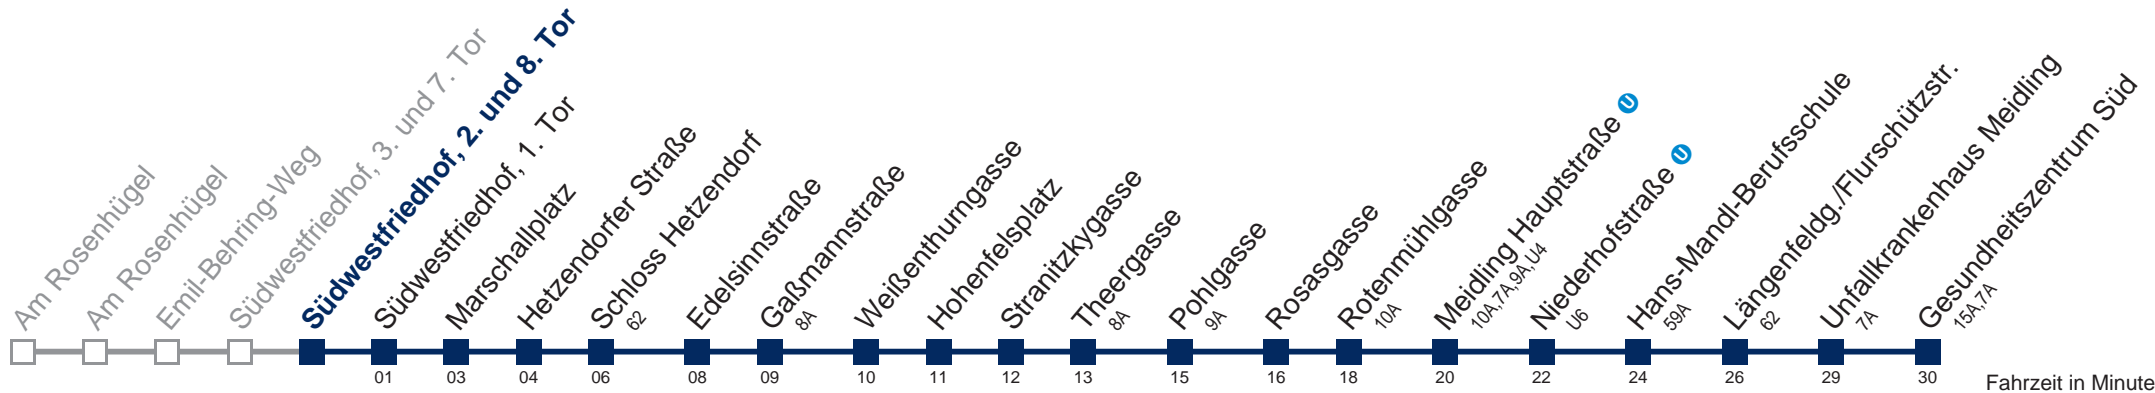 Am Rosenhügel
Am Rosenhügel
Emil-Behring-Weg
Südwestfriedhof, 3. und 7. Tor
Südwestfriedhof, 2. und 8. Tor
Südwestfriedhof, 1. Tor
Marschallplatz
Hetzendorfer Straße
Schloss Hetzendorf
62
Edelsinnstraße
Gaßmannstraße
8A
Weißenthurngasse
Hohenfelsplatz
Stranitzkygasse
Theergasse
8A
Pohlgasse
9A
Rosasgasse
Rotenmühlgasse
10A
Meidling Hauptstraße U
10A,7A,9A,U4
Niederhofstraße U
U6
Hans-Mandl-Berufsschule
59A
Längenfeldg./Flurschützstr.
62
Unfallkrankenhaus Meidling
7A
Gesundheitszentrum Süd
15A,7A
01 03 04 06 08 09 10 11 12 13 15 16 18 20 22 24 26 29 30
Fahrzeit in Minute